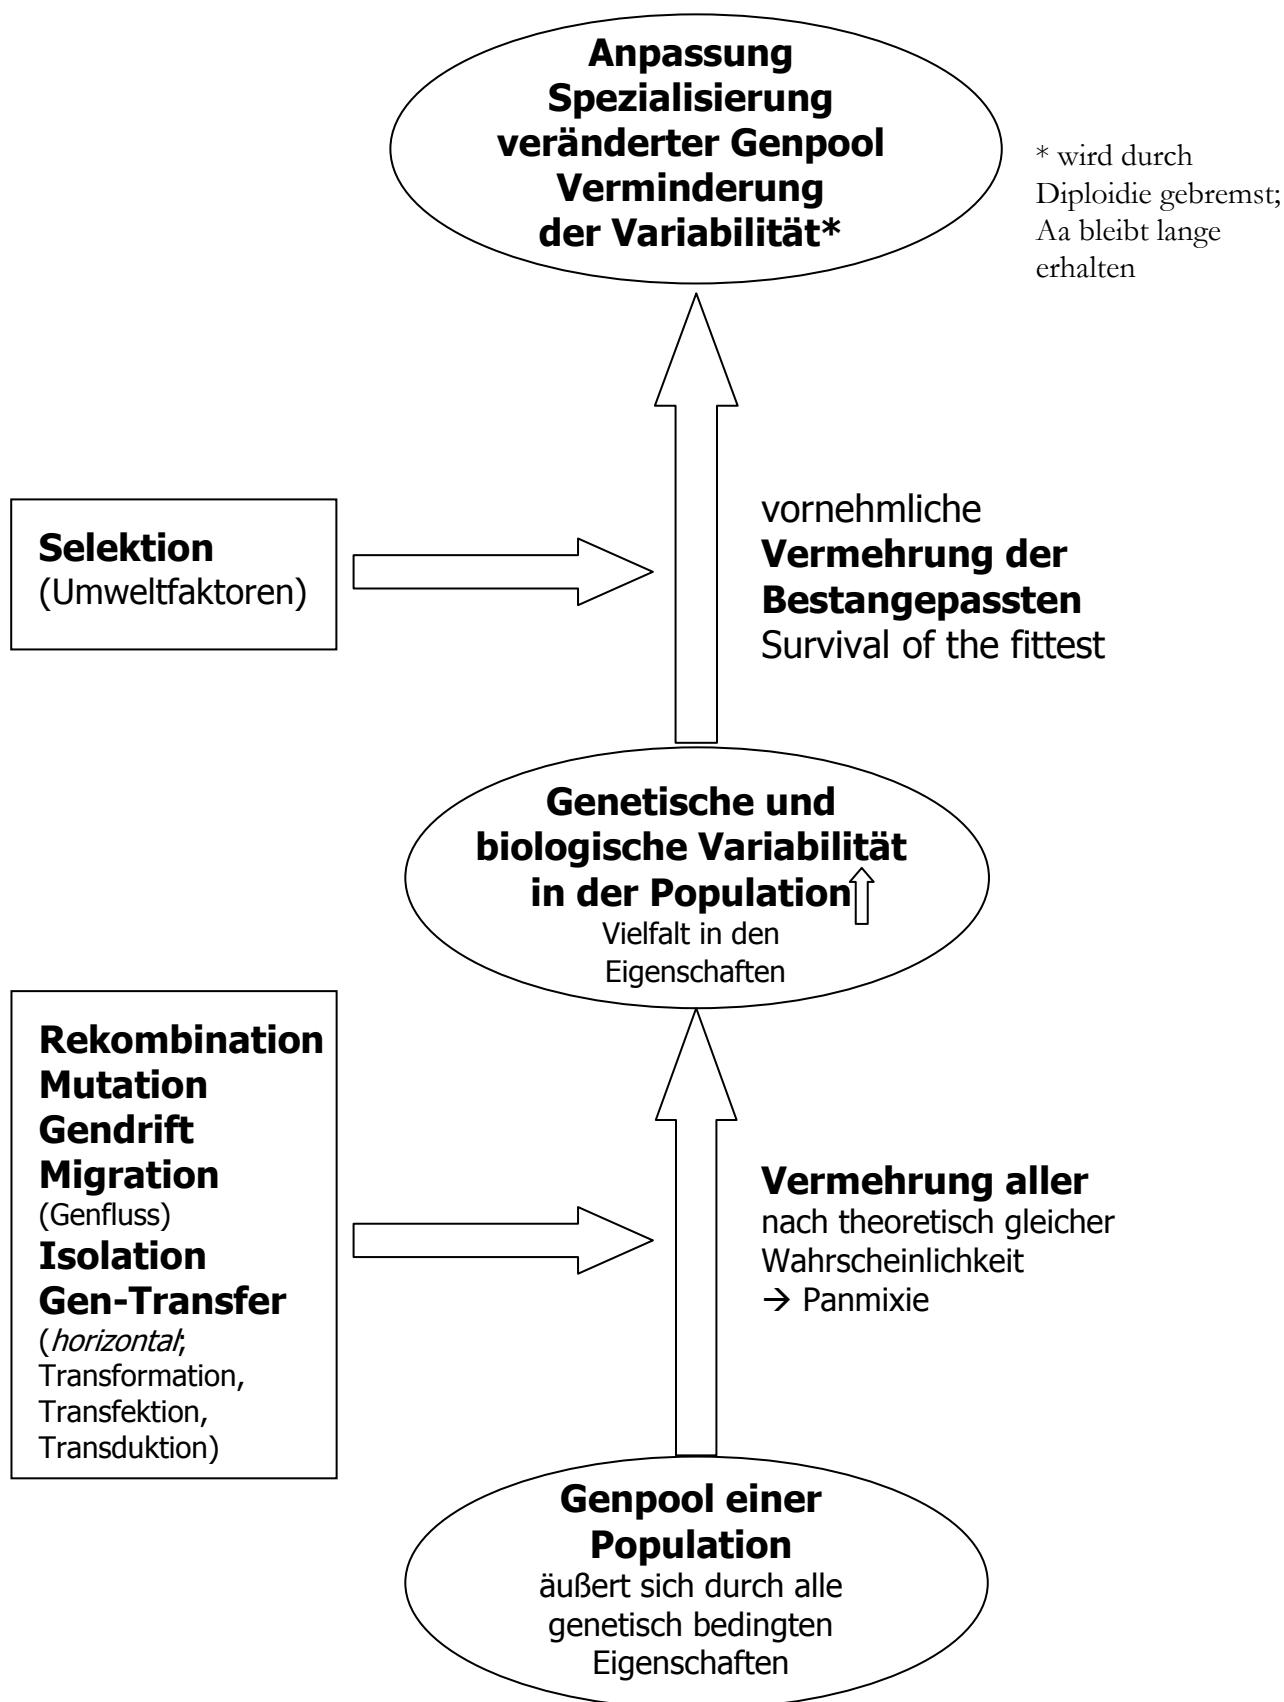 Anpassung
Spezialisierung
veränderter Genpool
Verminderung
der Variabilität*
* wird durch
Diploidie gebremst;
Aa bleibt lange
erhalten
Selektion
(Umweltfaktoren)
vornehmliche
Vermehrung der
Bestangepassten
Survival of the fittest
Genetische und
biologische Variabilität
in der Population
Vielfalt in den
Eigenschaften
Rekombination
Mutation
Gendrift
Migration
(Genfluss)
Isolation
Gen-Transfer
(horizontal;
Transformation,
Transfektion,
Transduktion)
Vermehrung aller
nach theoretisch gleicher
Wahrscheinlichkeit
→ Panmixie
Genpool einer
Population
äußert sich durch alle
genetisch bedingten
Eigenschaften